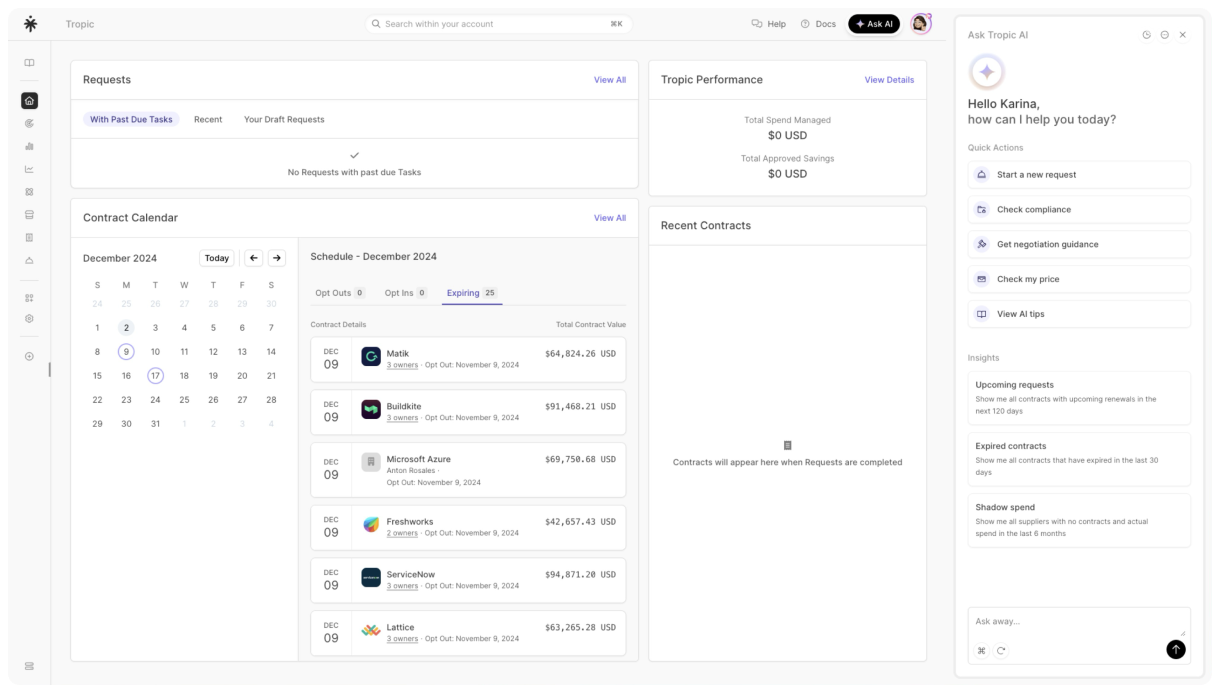 Tropic
Search within your account
⌘K
Help
Docs
Ask AI
Requests
View All
With Past Due Tasks
Recent
Your Draft Requests
No Requests with past due Tasks
Tropic Performance
View Details
Total Spend Managed
$0 USD
Total Approved Savings
$0 USD
Contract Calendar
View All
December 2024
Today
S M T W T F S
24 25 26 27 28 29 30
1 2 3 4 5 6 7
8 9 10 11 12 13 14
15 16 17 18 19 20 21
22 23 24 25 26 27 28
29 30 31 1 2 3 4
Schedule - December 2024
Opt Outs 0
Opt Ins 0
Expiring 25
Contract Details
Total Contract Value
DEC
09
Matik
3 owners · Opt Out: November 9, 2024
$64,824.26 USD
DEC
09
Buildkite
3 owners · Opt Out: November 9, 2024
$91,468.21 USD
DEC
09
Microsoft Azure
Anton Rosales ·
Opt Out: November 9, 2024
$69,750.68 USD
DEC
09
Freshworks
2 owners · Opt Out: November 9, 2024
$42,657.43 USD
DEC
09
ServiceNow
3 owners · Opt Out: November 9, 2024
$94,871.20 USD
DEC
09
Lattice
3 owners · Opt Out: November 9, 2024
$63,265.28 USD
Recent Contracts
Contracts will appear here when Requests are completed
Ask Tropic AI
Hello Karina,
how can I help you today?
Quick Actions
Start a new request
Check compliance
Get negotiation guidance
Check my price
View AI tips
Insights
Upcoming requests
Show me all contracts with upcoming renewals in the
next 120 days
Expired contracts
Show me all contracts that have expired in the last 30
days
Shadow spend
Show me all suppliers with no contracts and actual
spend in the last 6 months
Ask away...
⌘